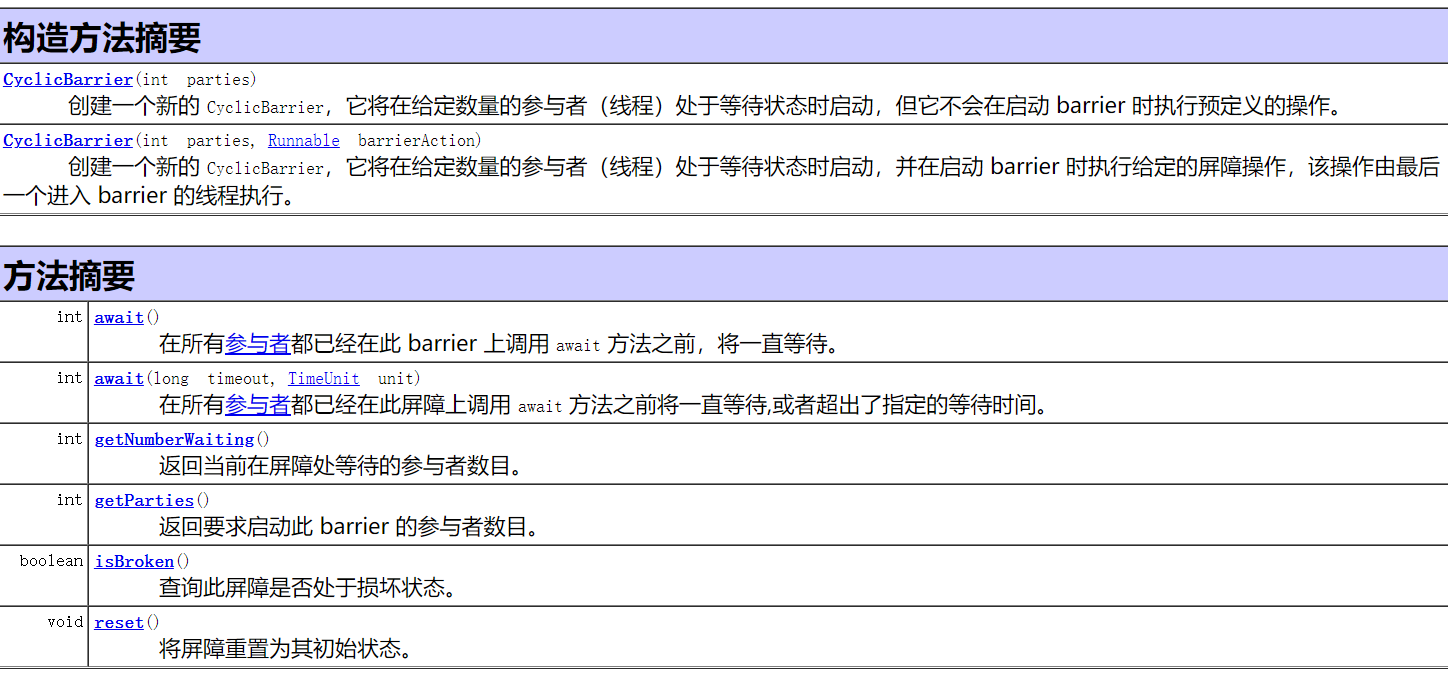 构造方法摘要
CyclicBarrier(int parties)
创建一个新的 CyclicBarrier，它将在给定数量的参与者（线程）处于等待状态时启动，但它不会在启动 barrier 时执行预定义的操作。
CyclicBarrier(int parties, Runnable barrierAction)
创建一个新的 CyclicBarrier，它将在给定数量的参与者（线程）处于等待状态时启动，并在启动 barrier 时执行给定的屏障操作，该操作由最后
一个进入 barrier 的线程执行。
方法摘要
int await()
在所有参与者都已经在此 barrier 上调用 await 方法之前，将一直等待。
int await(long timeout, TimeUnit unit)
在所有参与者都已经在此屏障上调用 await 方法之前将一直等待,或者超出了指定的等待时间。
int getNumberWaiting()
返回当前在屏障处等待的参与者数目。
int getParties()
返回要求启动此 barrier 的参与者数目。
boolean isBroken()
查询此屏障是否处于损坏状态。
void reset()
将屏障重置为其初始状态。